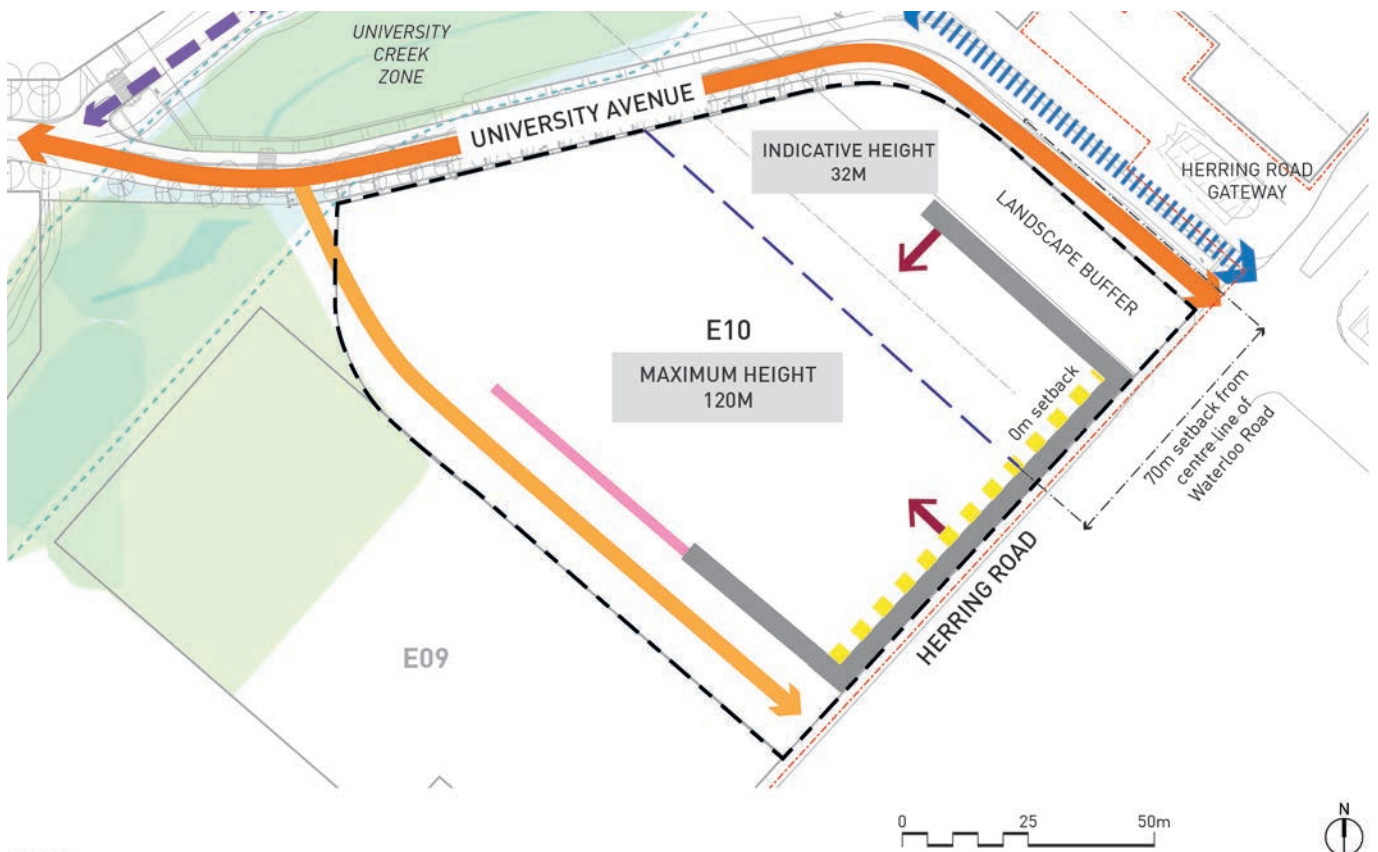 UNIVERSITY
CREEK
ZONE
UNIVERSITY AVENUE
INDICATIVE HEIGHT
32M
HERRING ROAD
GATEWAY
LANDSCAPE BUFFER
E10
MAXIMUM HEIGHT
120M
0m setback
70m setback from
centre-line of
Waterloo Road
HERRING ROAD
E09
0
25
50m
N